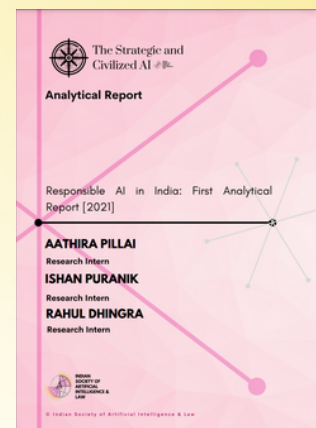 The Strategic and
Civilized AI
Analytical Report
Responsible AI in India: First Analytical
Report [2021]
AATHIRA PILLAI
Research Intern
ISHAN PURANIK
Research Intern
RAHUL DHINGRA
Research Intern
INDIAN
SOCIETY OF
ARTIFICIAL
INTELLIGENCE &
LAW
© Indian Society of Artificial Intelligence & Law